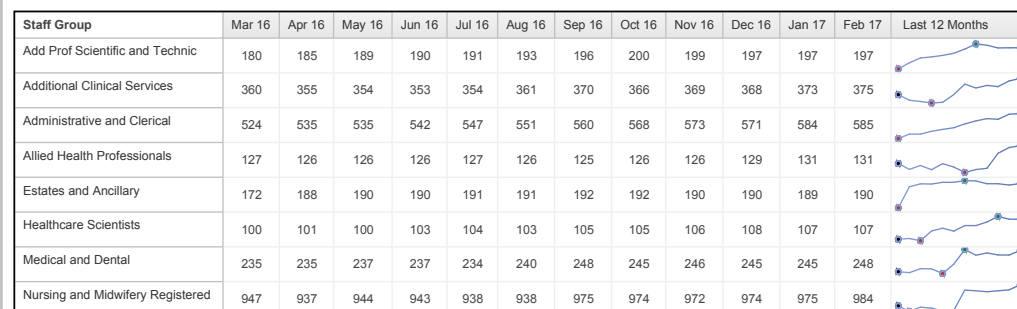 Staff Group Mar 16 Apr 16 May 16 Jun 16 Jul 16 Aug 16 Sep 16 Oct 16 Nov 16 Dec 16 Jan 17 Feb 17 Last 12 Months
Add Prof Scientific and Technic 180 185 189 190 191 193 196 200 199 197 197 197
Additional Clinical Services 360 355 354 353 354 361 370 366 369 368 373 375
Administrative and Clerical 524 535 535 542 547 551 560 568 573 571 584 585
Allied Health Professionals 127 126 126 126 127 126 125 126 126 129 131 131
Estates and Ancillary 172 188 190 190 191 191 192 192 190 190 189 190
Healthcare Scientists 100 101 100 103 104 103 105 105 106 108 107 107
Medical and Dental 235 235 237 237 234 240 248 245 246 245 245 248
Nursing and Midwifery Registered 947 937 944 943 938 938 975 974 972 974 975 984